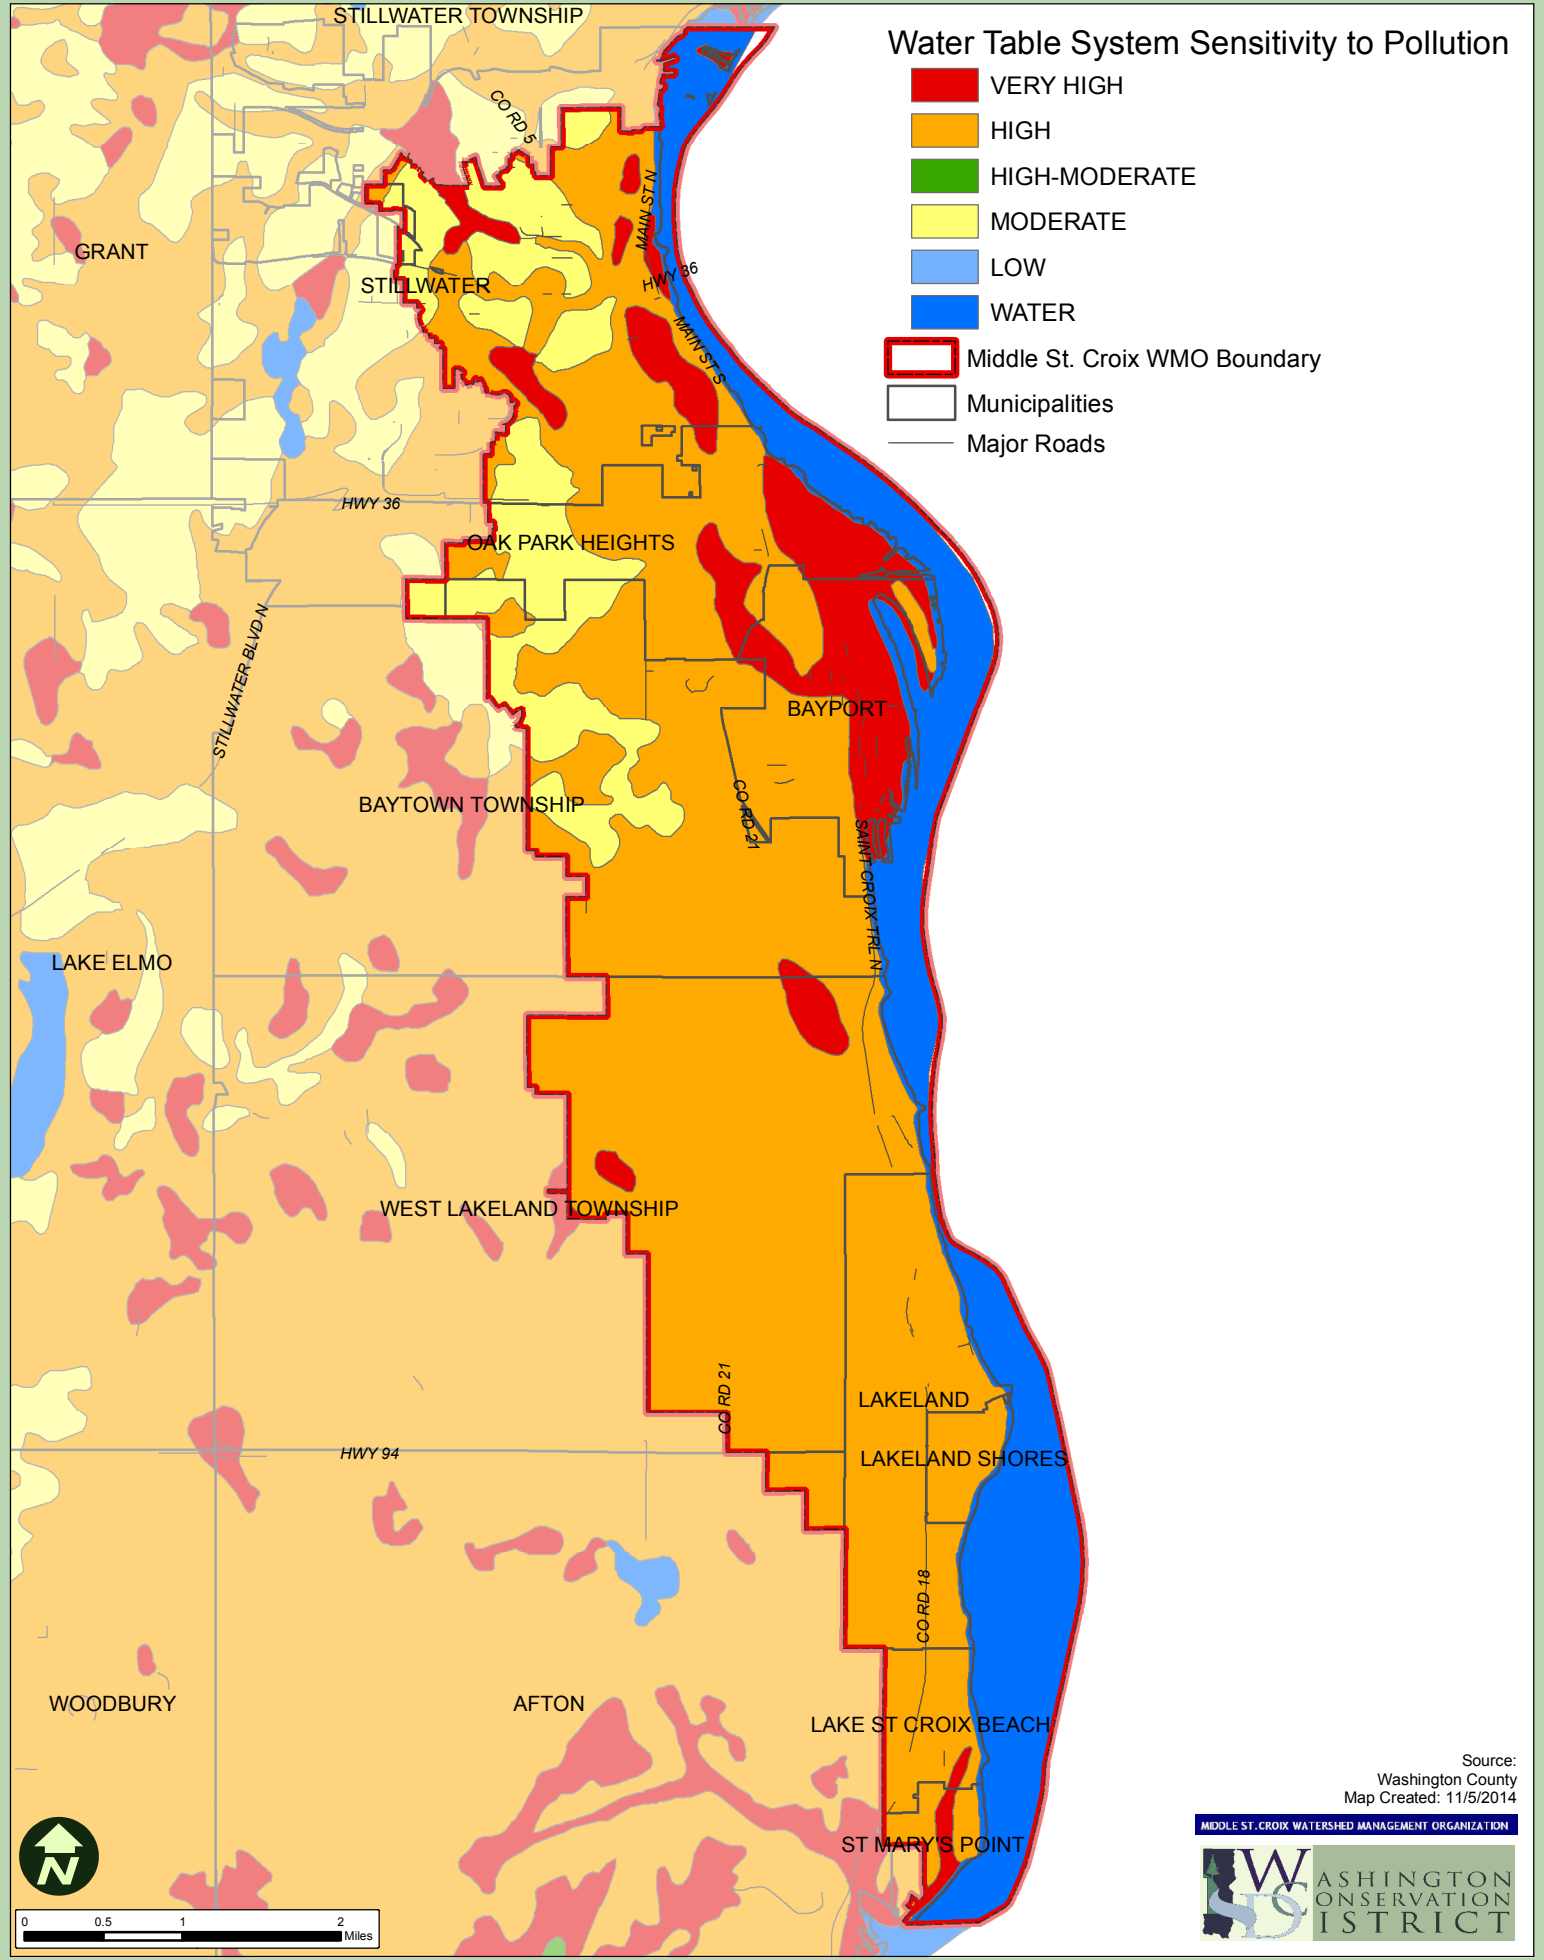 Water Table System Sensitivity to Pollution
VERY HIGH
HIGH
HIGH-MODERATE
MODERATE
LOW
WATER
Middle St. Croix WMO Boundary
Municipalities
Major Roads
STILLWATER TOWNSHIP
CO RD 5
MAIN ST N
GRANT
HWY 36
STILLWATER
MAIN ST S
HWY 36
OAK PARK HEIGHTS
STILLWATER BLVD N
BAYPORT
BAYTOWN TOWNSHIP
CO RD 21
SAINT CROIX TRL N
LAKE ELMO
WEST LAKELAND TOWNSHIP
CO RD 21
LAKELAND
HWY 94
LAKELAND SHORES
CO RD 18
WOODBURY
AFTON
LAKE ST CROIX BEACH
ST MARY'S POINT
Source:
Washington County
Map Created: 11/5/2014
MIDDLE ST. CROIX WATERSHED MANAGEMENT ORGANIZATION
WASHINGTON
CONSERVATION
DISTRICT
N
0 0.5 1 2
Miles